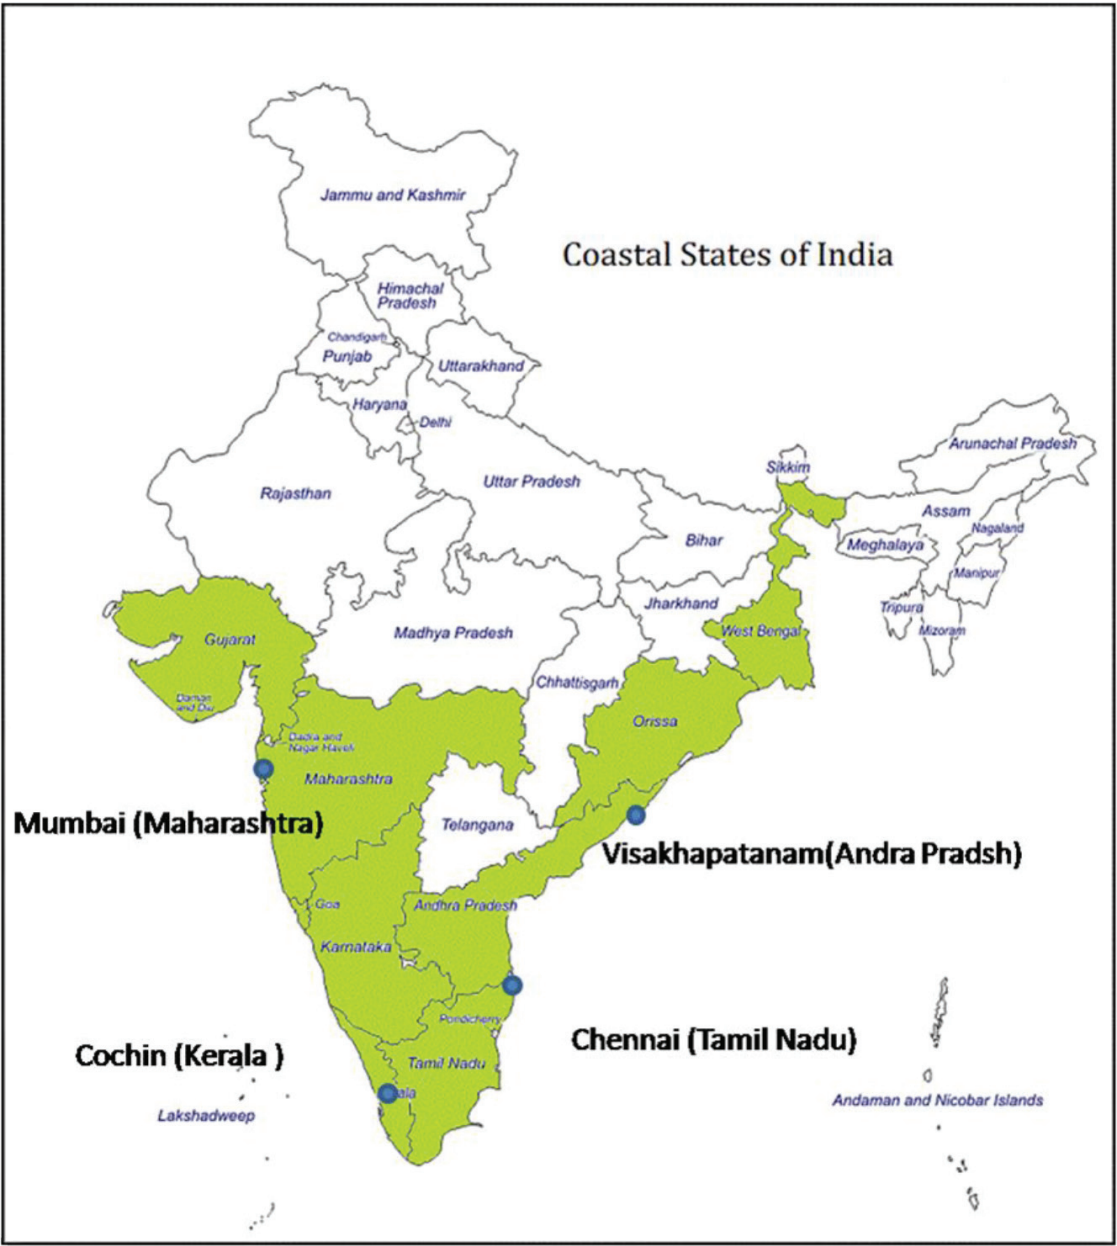 Jammu and Kashmir
Coastal States of India
Himachal
Pradesh
Chandigarh
Punjab
Uttarakhand
Haryana
Delhi
Arunachal Pradesh
Sikkim
Rajasthan
Uttar Pradesh
Assam
Nagaland
Bihar
Meghalaya
Manipur
Jharkhand
Tripura
Mizoram
Gujarat
Madhya Pradesh
West Bengal
Chhattisgarh
Daman
and Diu
Orissa
Dadra and
Nagar Haveli
Maharashtra
Mumbai (Maharashtra)
Telangana
Visakhapatanam(Andra Pradsh)
Goa
Andhra Pradesh
Karnataka
Pondicherry
Chennai (Tamil Nadu)
Cochin (Kerala )
Tamil Nadu
ala
Lakshadweep
Andaman and Nicobar Islands